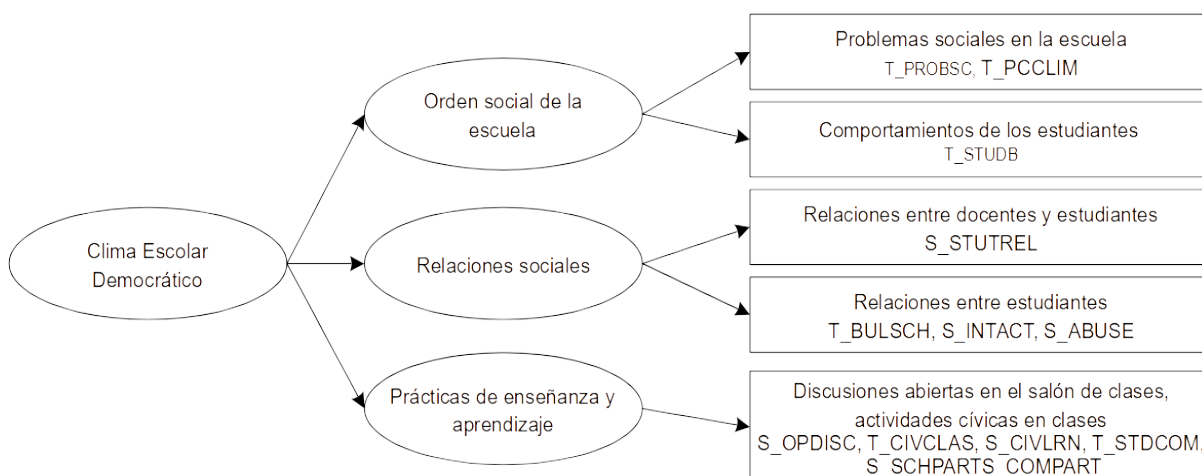 Clima Escolar
Democrático
Orden social de la
escuela
Relaciones sociales
Prácticas de enseñanza y
aprendizaje
Problemas sociales en la escuela
T_PROBSC, T_PCCLIM
Comportamientos de los estudiantes
T_STUDB
Relaciones entre docentes y estudiantes
S_STUTREL
Relaciones entre estudiantes
T_BULSCH, S_INTACT, S_ABUSE
Discusiones abiertas en el salón de clases,
actividades cívicas en clases
S_OPDISC, T_CIVCLAS, S_CIVLRN, T_STDCOM,
S_SCHPARTS_COMPART